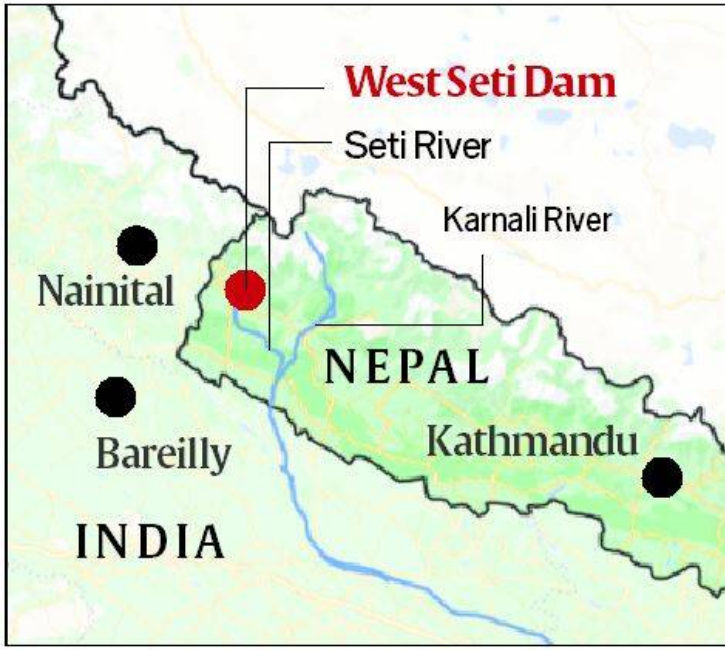 West Seti Dam
Seti River
Karnali River
Nainital
NEPAL
Kathmandu
Bareilly
INDIA